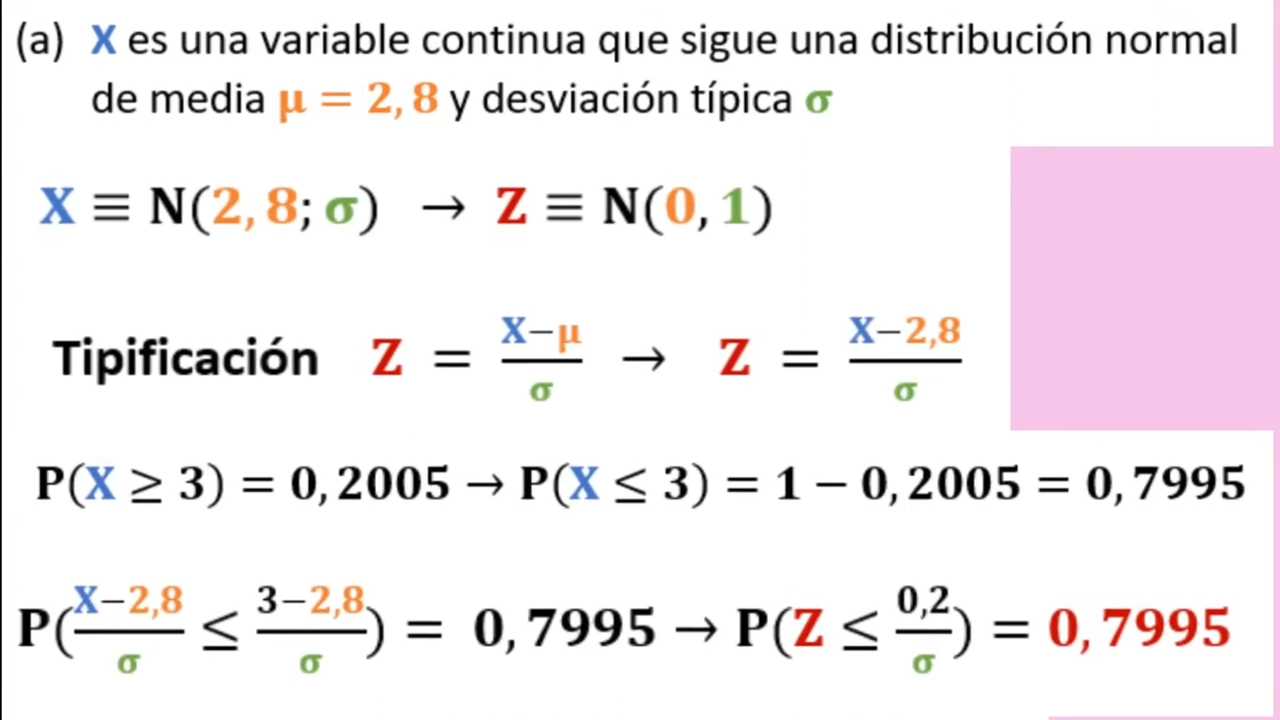 (a) X es una variable continua que sigue una distribución normal
de media μ = 2,8 y desviación típica σ
X ≡ N(2,8; σ) → Z ≡ N(0,1)
Tipificación Z = (X−μ)/σ → Z = (X−2,8)/σ
P(X ≥ 3) = 0,2005 → P(X ≤ 3) = 1 − 0,2005 = 0,7995
P((X−2,8)/σ ≤ (3−2,8)/σ) = 0,7995 → P(Z ≤ 0,2/σ) = 0,7995